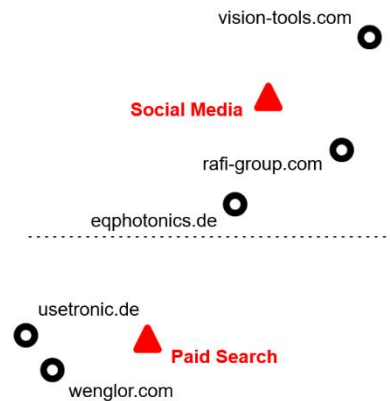 vision-tools.com
Social Media
rafi-group.com
eqphotonics.de
usetronic.de
Paid Search
wenglor.com